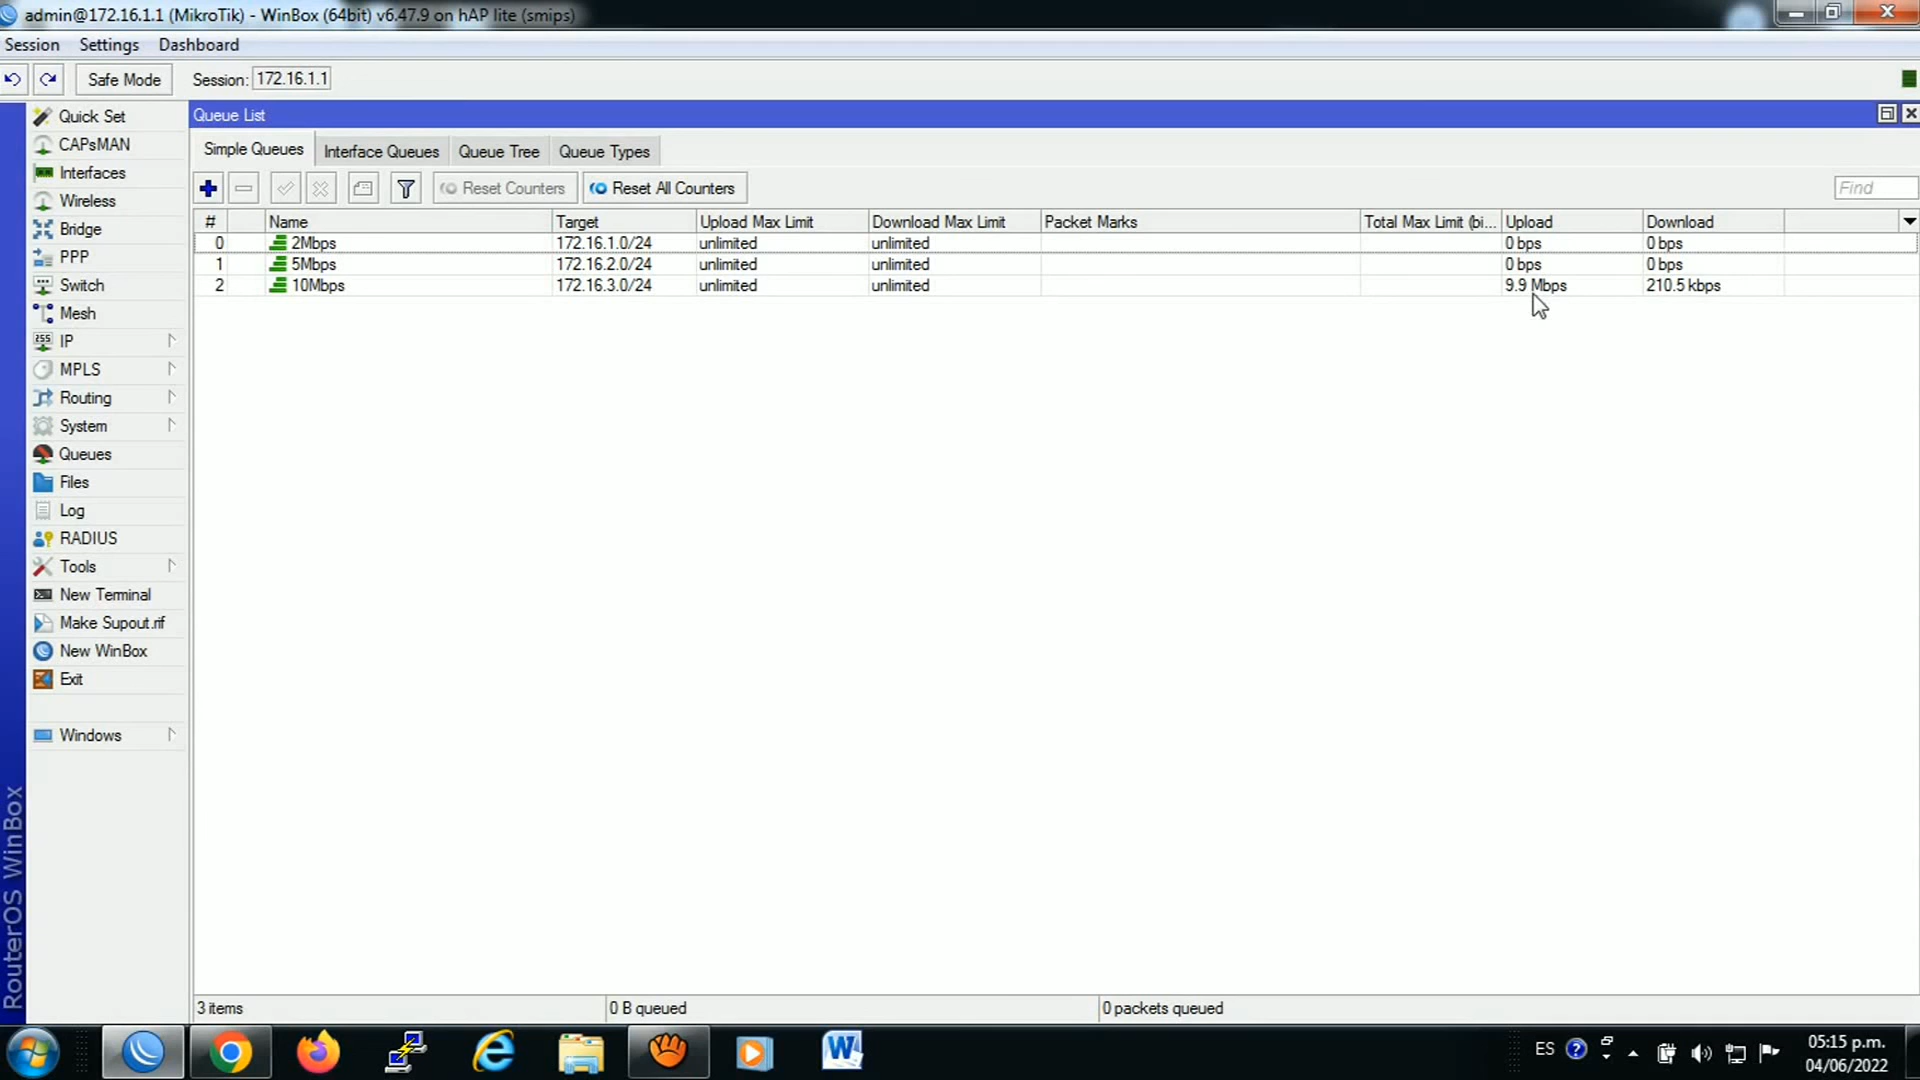 admin@172.16.1.1 (MikroTik) - WinBox (64bit) v6.47.9 on hAP lite (smips)
Session Settings Dashboard
Safe Mode Session: 172.16.1.1
Queue List
Simple Queues Interface Queues Queue Tree Queue Types
Reset Counters Reset All Counters Find
# Name Target Upload Max Limit Download Max Limit Packet Marks Total Max Limit (bi... Upload Download
0 2Mbps 172.16.1.0/24 unlimited unlimited 0 bps 0 bps
1 5Mbps 172.16.2.0/24 unlimited unlimited 0 bps 0 bps
2 10Mbps 172.16.3.0/24 unlimited unlimited 9.9 Mbps 210.5 kbps
Quick Set
CAPsMAN
Interfaces
Wireless
Bridge
PPP
Switch
Mesh
255 IP
MPLS
Routing
System
Queues
Files
Log
RADIUS
Tools
New Terminal
Make Supout.rif
New WinBox
Exit
Windows
RouterOS WinBox
3 items 0 B queued 0 packets queued
ES 05:15 p.m.
04/06/2022